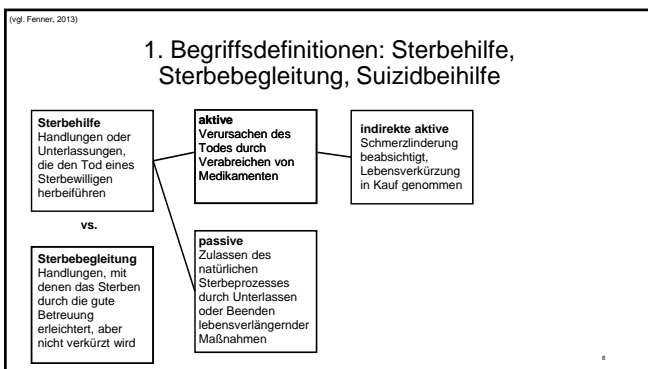 (vgl. Fenner, 2013)
1. Begriffsdefinitionen: Sterbehilfe,
Sterbebegleitung, Suizidbeihilfe
Sterbehilfe
Handlungen oder
Unterlassungen,
die den Tod eines
Sterbewilligen
herbeiführen
vs.
Sterbebegleitung
Handlungen, mit
denen das Sterben
durch die gute
Betreuung
erleichtert, aber
nicht verkürzt wird
aktive
Verursachen des
Todes durch
Verabreichen von
Medikamenten
passive
Zulassen des
natürlichen
Sterbeprozesses
durch Unterlassen
oder Beenden
lebensverlängernder
Maßnahmen
indirekte aktive
Schmerzlinderung
beabsichtigt,
Lebensverkürzung
in Kauf genommen
8